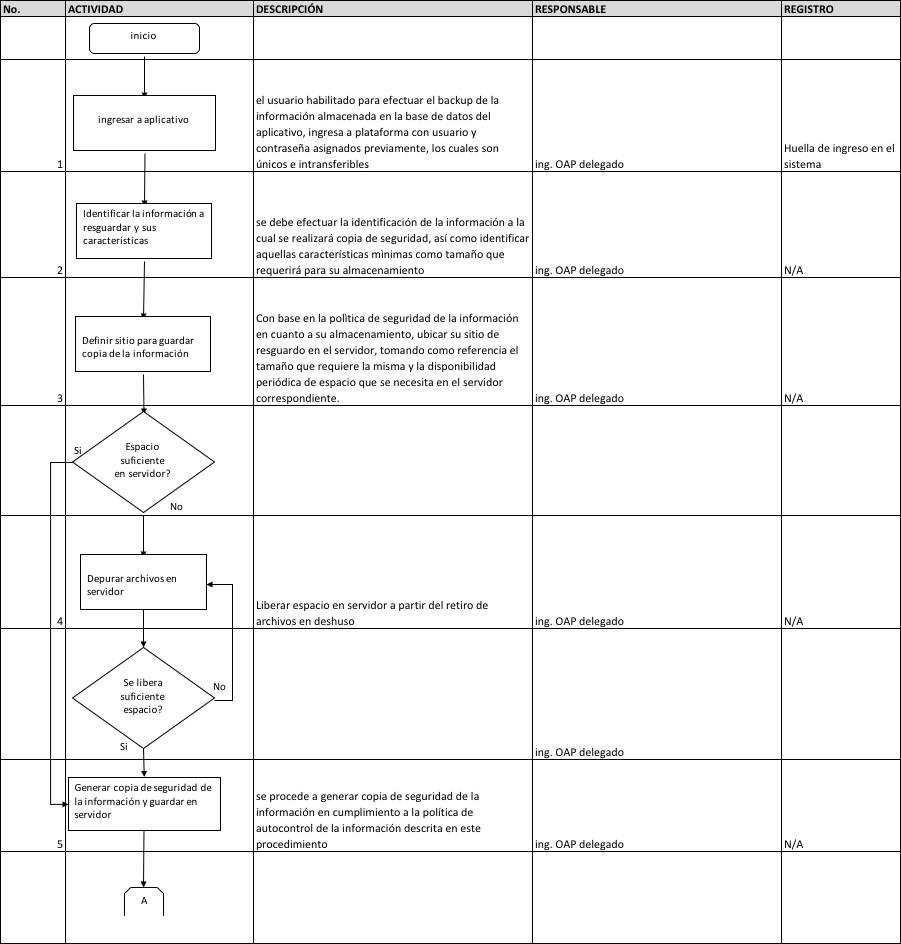 No. ACTIVIDAD DESCRIPCIÓN RESPONSABLE REGISTRO
inicio
ingresar a aplicativo
el usuario habilitado para efectuar el backup de la
información almacenada en la base de datos del
aplicativo, ingresa a plataforma con usuario y
contraseña asignados previamente, los cuales son
únicos e intransferibles
1
ing. OAP delegado
Huella de ingreso en el
sistema
Identificar la información a
resguardar y sus
características
se debe efectuar la identificación de la información a la
cual se realizará copia de seguridad, así como identificar
aquellas características mìnimas como tamaño que
requerirá para su almacenamiento
2
ing. OAP delegado
N/A
Definir sitio para guardar
copia de la información
Con base en la polìtica de seguridad de la información
en cuanto a su almacenamiento, ubicar su sitio de
resguardo en el servidor, tomando como referencia el
tamaño que requiere la misma y la disponibilidad
periódica de espacio que se necesita en el servidor
correspondiente.
3
ing. OAP delegado
N/A
Si
Espacio
suficiente
en servidor?
No
Depurar archivos en
servidor
Liberar espacio en servidor a partir del retiro de
archivos en deshuso
4
ing. OAP delegado
N/A
Se libera
suficiente
espacio?
No
Si
ing. OAP delegado
Generar copia de seguridad de
la información y guardar en
servidor
se procede a generar copia de seguridad de la
información en cumplimiento a la política de
autocontrol de la información descrita en este
procedimiento
5
ing. OAP delegado
N/A
A